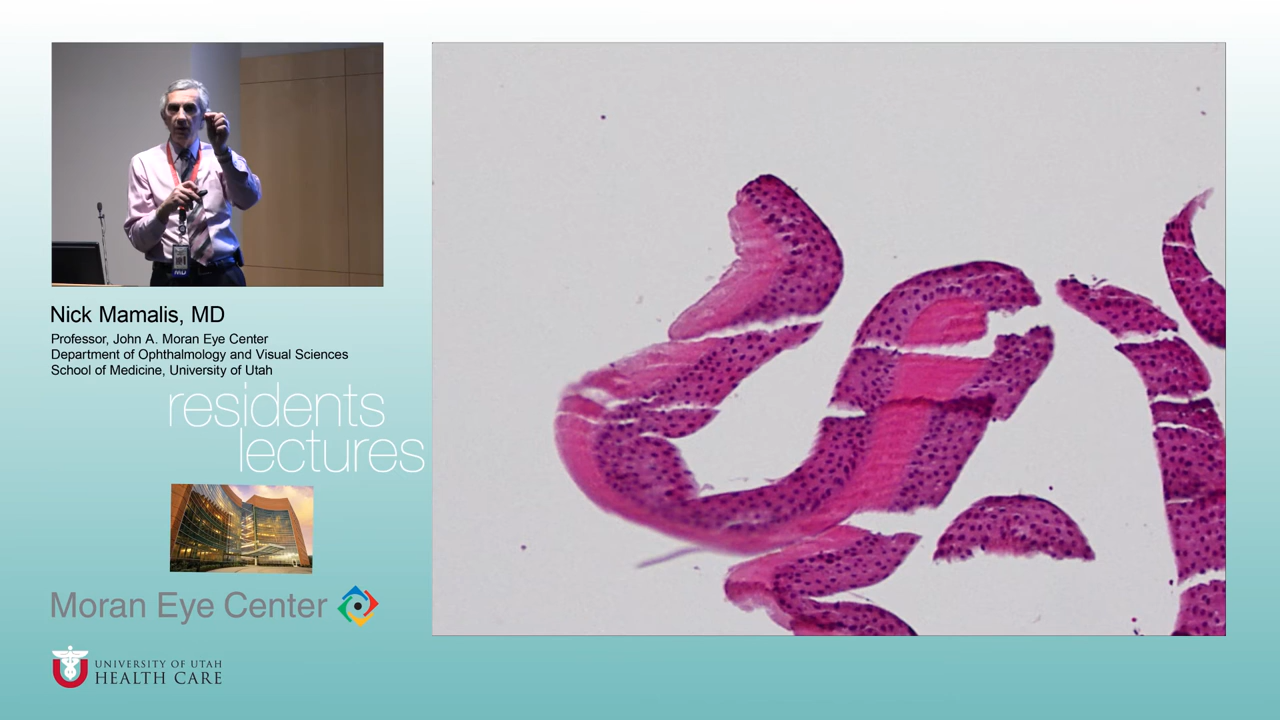 Nick Mamalis, MD
Professor, John A. Moran Eye Center
Department of Ophthalmology and Visual Sciences
School of Medicine, University of Utah
residents
lectures
Moran Eye Center
UNIVERSITY OF UTAH
HEALTH CARE